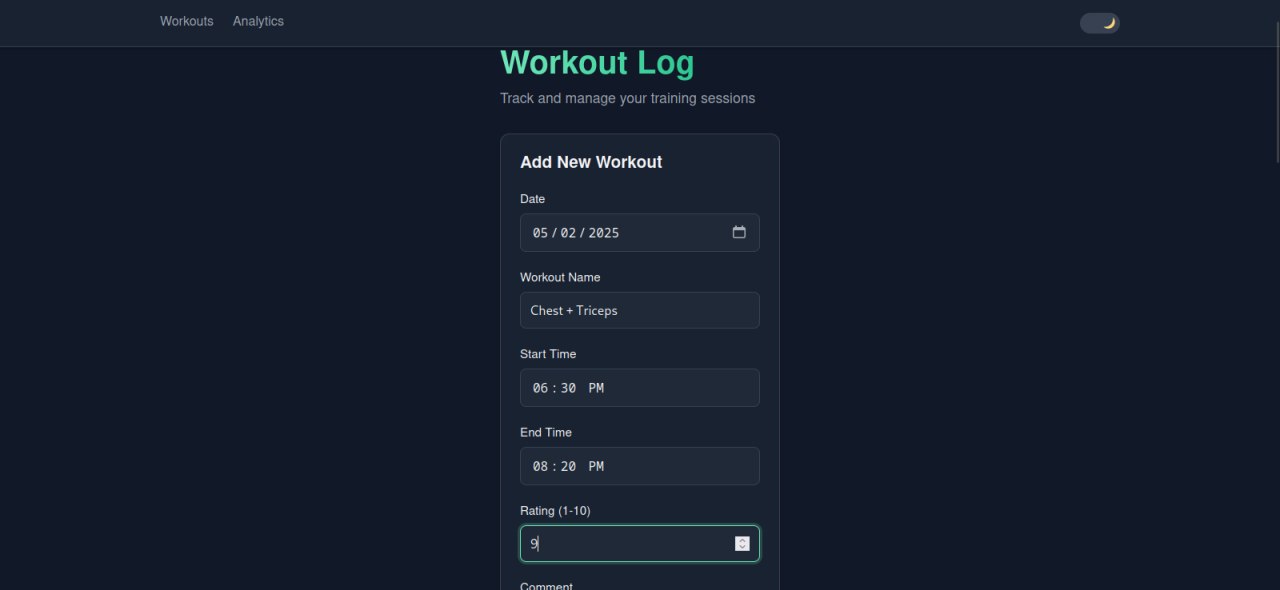 Workouts Analytics
Workout Log
Track and manage your training sessions
Add New Workout
Date
05 / 02 / 2025
Workout Name
Chest + Triceps
Start Time
06 : 30 PM
End Time
08 : 20 PM
Rating (1-10)
9
Comment